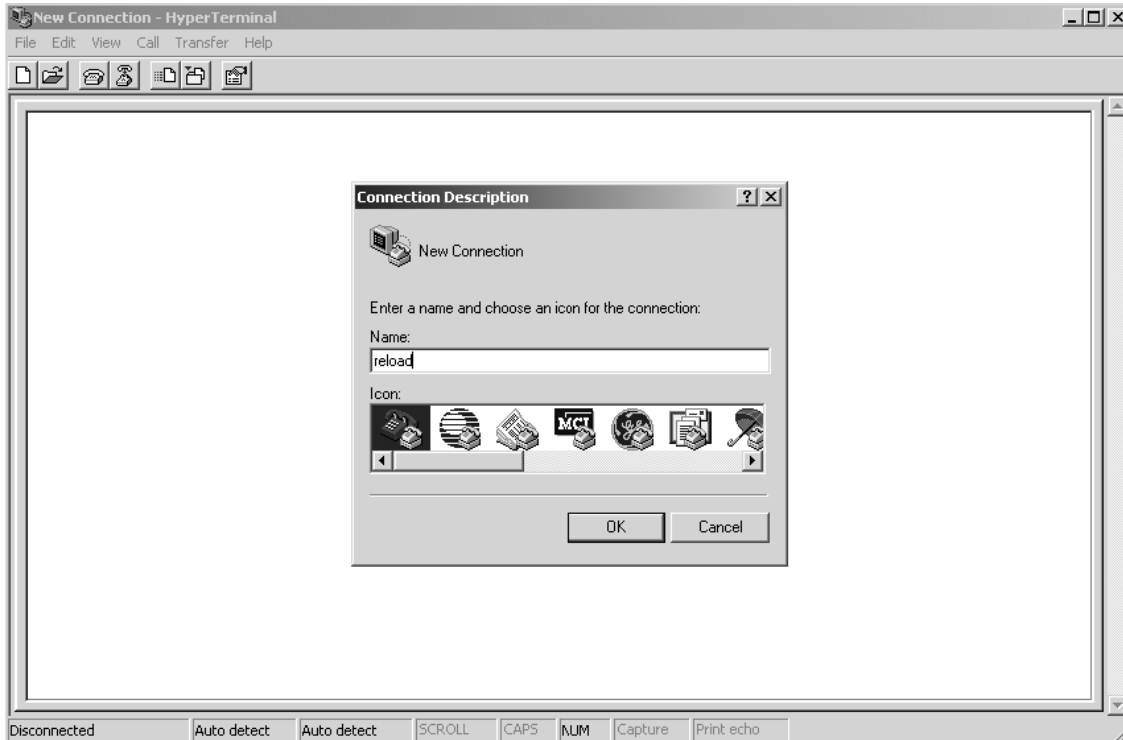 New Connection - HyperTerminal
File Edit View Call Transfer Help
Connection Description
New Connection
Enter a name and choose an icon for the connection:
Name:
reload
Icon:
MCI
OK Cancel
Disconnected Auto detect Auto detect SCROLL CAPS NUM Capture Print echo